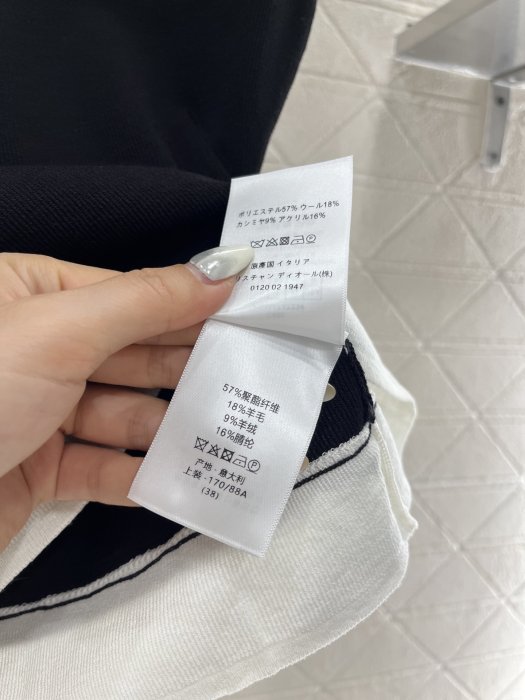 ポリエステル57% ウール18%
カシミヤ9% アクリル16%
産国 イタリア
スチャン ディオール(株)
0120 02 1947
57%聚酯纤维
18%羊毛
9%羊绒
16%腈纶
产地·意大利
上装·170/88A
(38)